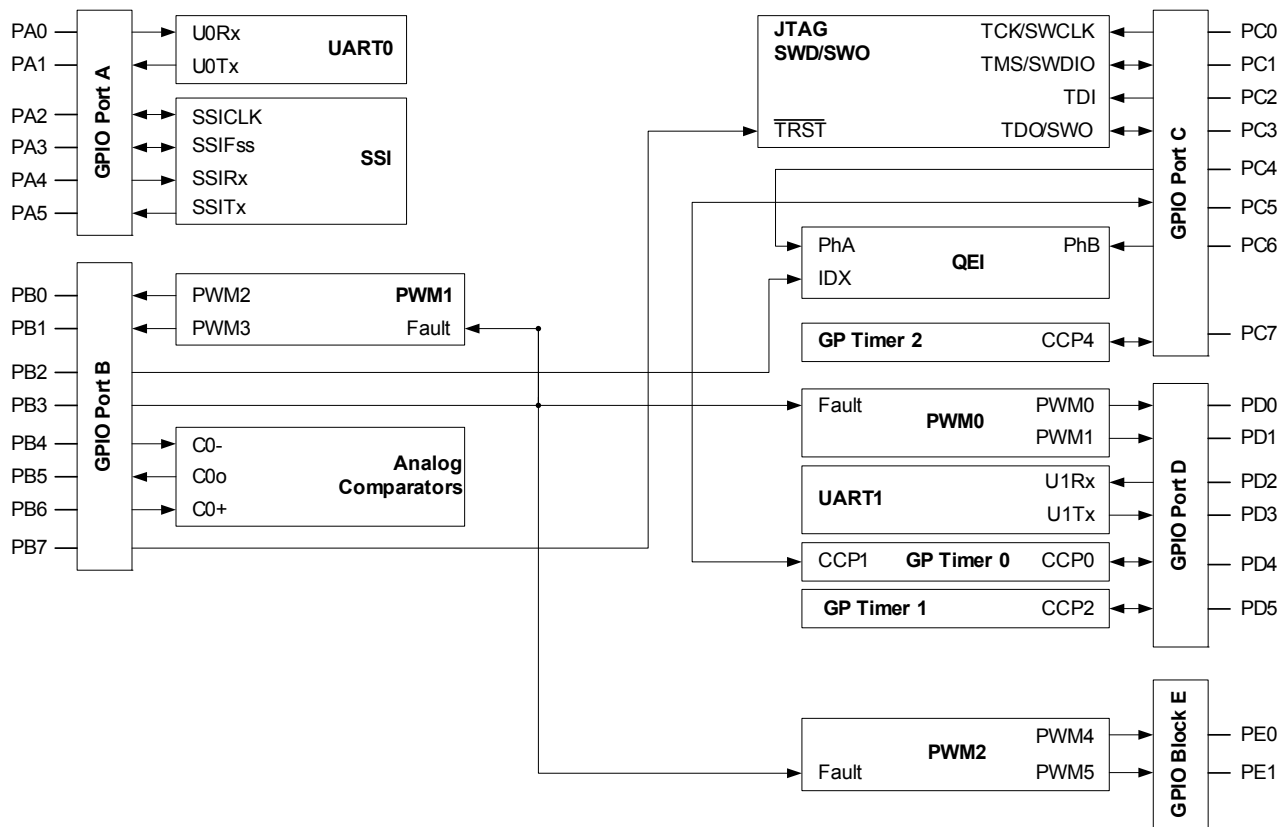 PA0
PA1
PA2
PA3
PA4
PA5
GPIO Port A
U0Rx
U0Tx
UART0
SSICLK
SSIFss
SSIRx
SSITx
SSI
PB0
PB1
PB2
PB3
PB4
PB5
PB6
PB7
GPIO Port B
PWM2
PWM3
PWM1
Fault
C0-
C0o
C0+
Analog
Comparators
JTAG
SWD/SWO
TRST
TCK/SWCLK
TMS/SWDIO
TDI
TDO/SWO
PhA
IDX
QEI
PhB
GP Timer 2
CCP4
GPIO Port C
PC0
PC1
PC2
PC3
PC4
PC5
PC6
PC7
Fault
PWM0
PWM0
PWM1
UART1
U1Rx
U1Tx
CCP1
GP Timer 0
CCP0
GP Timer 1
CCP2
GPIO Port D
PD0
PD1
PD2
PD3
PD4
PD5
Fault
PWM2
PWM4
PWM5
GPIO Block E
PE0
PE1